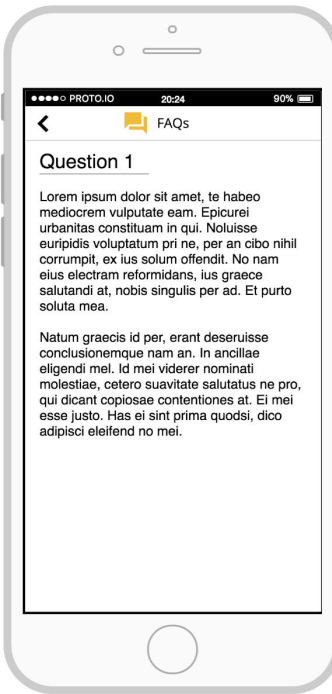 PROTO.IO 20:24 90%
FAQs
Question 1
Lorem ipsum dolor sit amet, te habeo
mediocrem vulputate eam. Epicurei
urbanitas constituam in qui. Noluisse
euripidis voluptatum pri ne, per an cibo nihil
corrumpit, ex ius solum offendit. No nam
eius electram reformidans, ius graece
salutandi at, nobis singulis per ad. Et purto
soluta mea.
Natum graecis id per, erant deseruisse
conclusionemque nam an. In ancillae
eligendi mel. Id mei viderer nominati
molestiae, cetero suavitate salutatus ne pro,
qui dicant copiosae contentiones at. Ei mei
esse justo. Has ei sint prima quodsi, dico
adipisci eleifend no mei.